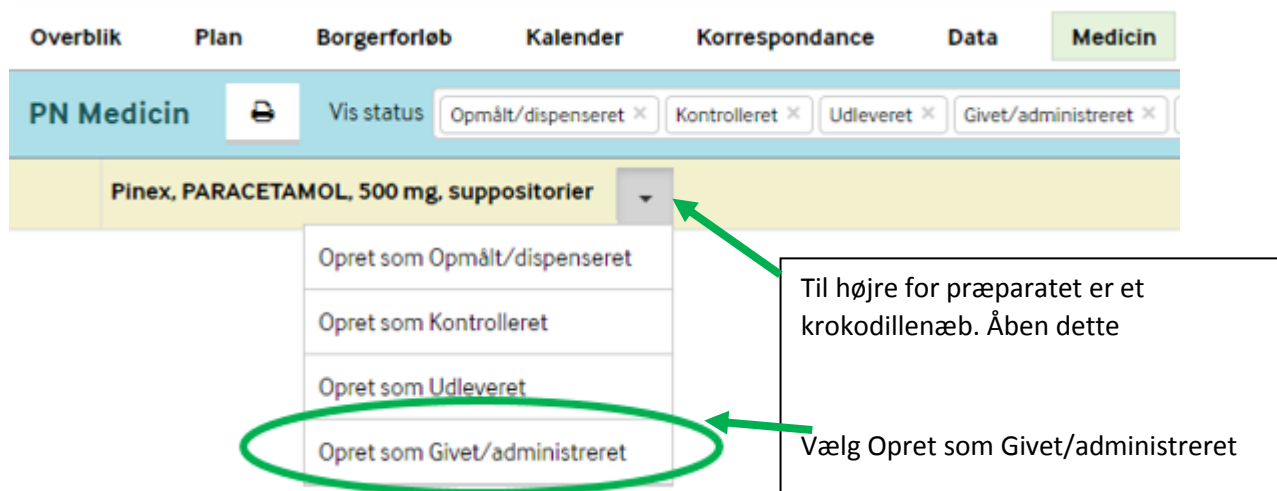 Overblik Plan Borgerforløb Kalender Korrespondance Data Medicin
PN Medicin Vis status Opmålt/dispenseret × Kontrolleret × Udleveret × Givet/administreret ×
Pinex, PARACETAMOL, 500 mg, suppositorier
Opret som Opmålt/dispenseret
Opret som Kontrolleret
Opret som Udleveret
Opret som Givet/administreret
Til højre for præparatet er et
krokodillenæb. Åben dette
Vælg Opret som Givet/administreret